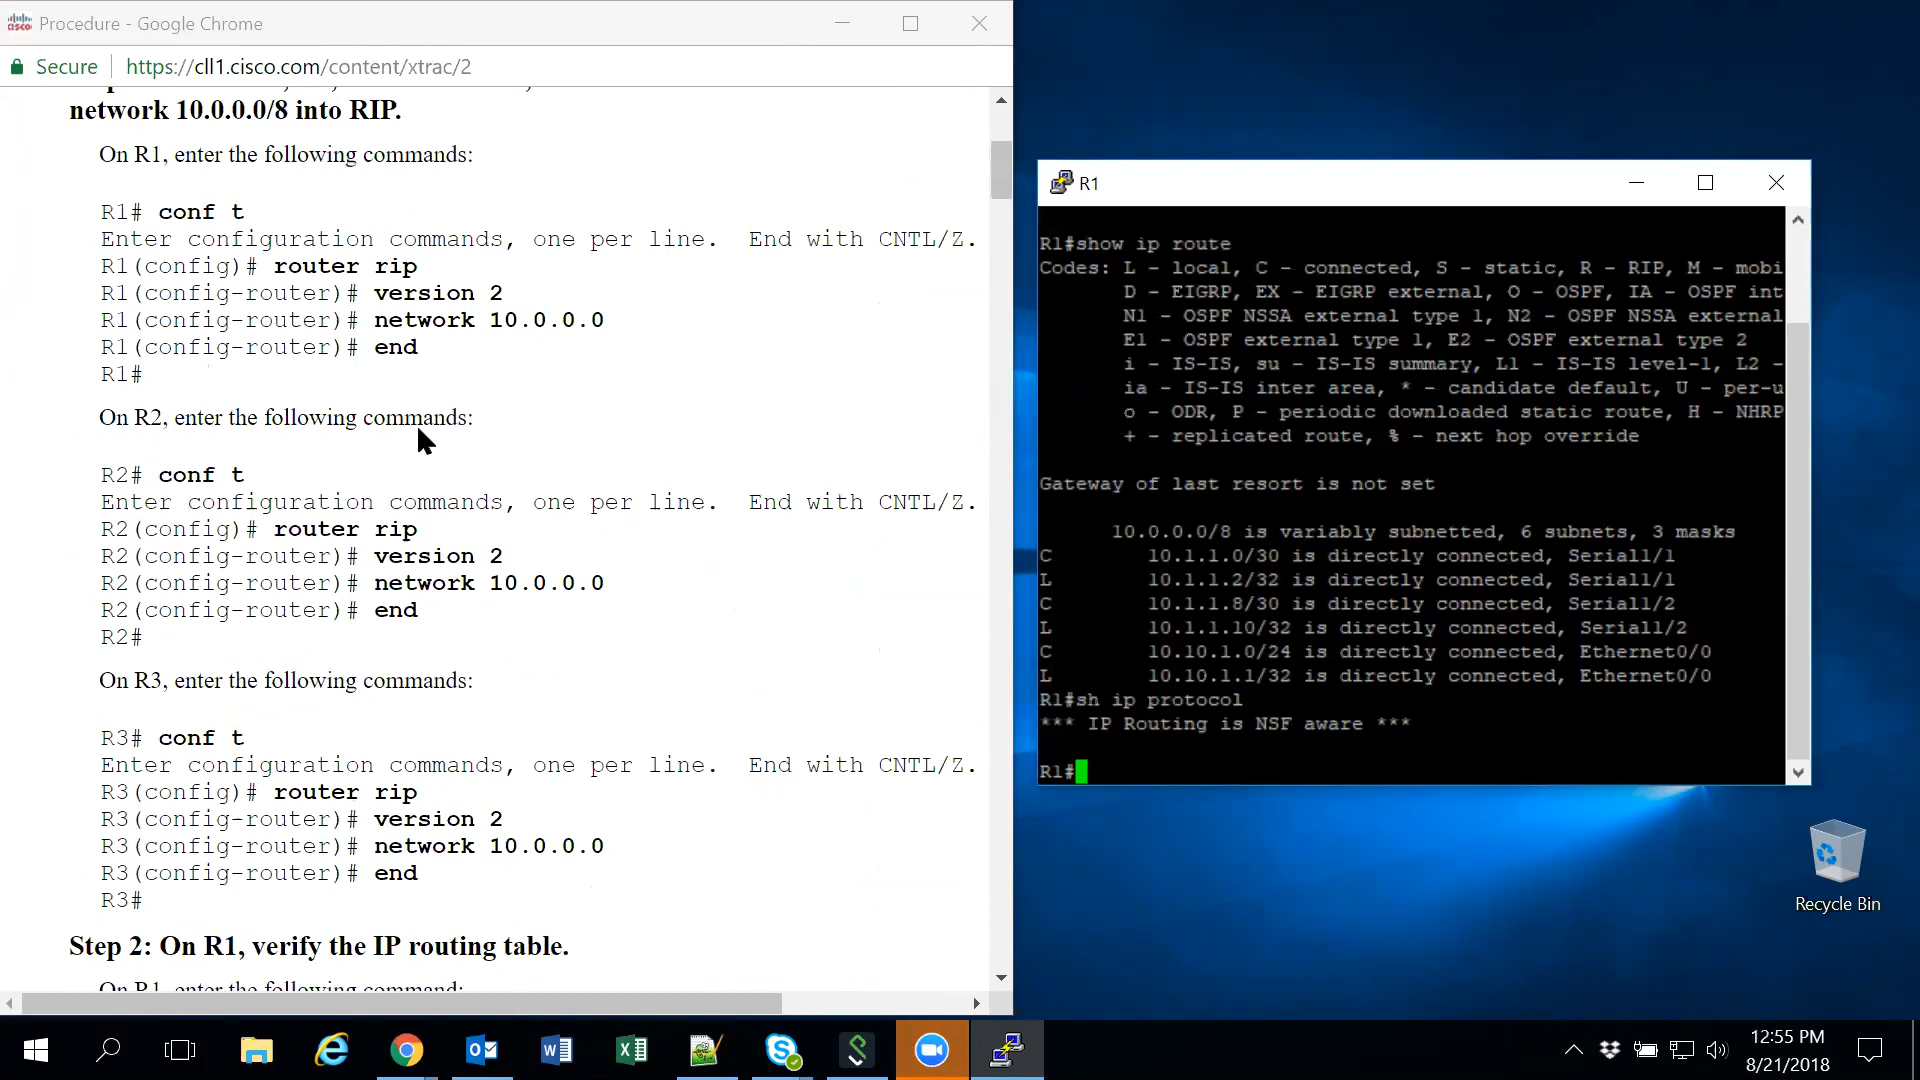 Procedure - Google Chrome
Secure | https://cll1.cisco.com/content/xtrac/2
network 10.0.0.0/8 into RIP.
On R1, enter the following commands:
R1# conf t
Enter configuration commands, one per line.  End with CNTL/Z.
R1(config)# router rip
R1(config-router)# version 2
R1(config-router)# network 10.0.0.0
R1(config-router)# end
R1#
On R2, enter the following commands:
R2# conf t
Enter configuration commands, one per line.  End with CNTL/Z.
R2(config)# router rip
R2(config-router)# version 2
R2(config-router)# network 10.0.0.0
R2(config-router)# end
R2#
On R3, enter the following commands:
R3# conf t
Enter configuration commands, one per line.  End with CNTL/Z.
R3(config)# router rip
R3(config-router)# version 2
R3(config-router)# network 10.0.0.0
R3(config-router)# end
R3#
Step 2: On R1, verify the IP routing table.
On R1, enter the following command:
R1
R1#show ip route
Codes: L - local, C - connected, S - static, R - RIP, M - mobi
D - EIGRP, EX - EIGRP external, O - OSPF, IA - OSPF int
N1 - OSPF NSSA external type 1, N2 - OSPF NSSA external
E1 - OSPF external type 1, E2 - OSPF external type 2
i - IS-IS, su - IS-IS summary, L1 - IS-IS level-1, L2 -
ia - IS-IS inter area, * - candidate default, U - per-u
o - ODR, P - periodic downloaded static route, H - NHRP
+ - replicated route, % - next hop override
Gateway of last resort is not set
10.0.0.0/8 is variably subnetted, 6 subnets, 3 masks
C 10.1.1.0/30 is directly connected, Serial1/1
L 10.1.1.2/32 is directly connected, Serial1/1
C 10.1.1.8/30 is directly connected, Serial1/2
L 10.1.1.10/32 is directly connected, Serial1/2
C 10.10.1.0/24 is directly connected, Ethernet0/0
L 10.10.1.1/32 is directly connected, Ethernet0/0
R1#sh ip protocol
*** IP Routing is NSF aware ***
R1#
Recycle Bin
12:55 PM
8/21/2018